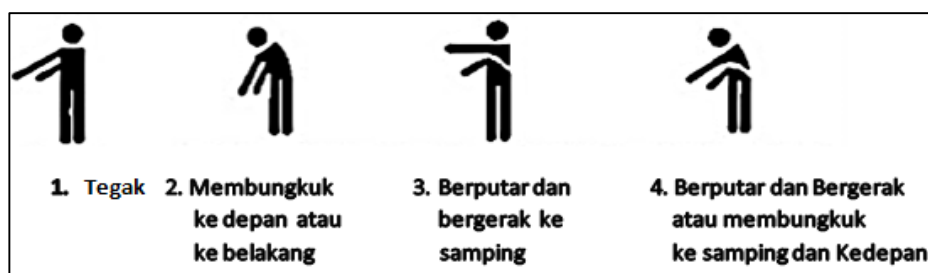 1. Tegak
2. Membungkuk
ke depan atau
ke belakang
3. Berputar dan
bergerak ke
samping
4. Berputar dan Bergerak
atau membungkuk
ke samping dan Kedepan